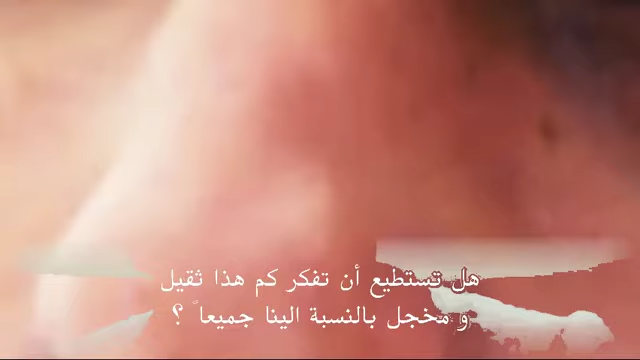 هل تستطيع أن تفكر كم هذا ثقيل
و مخجل بالنسبة الينا جميعاً ؟